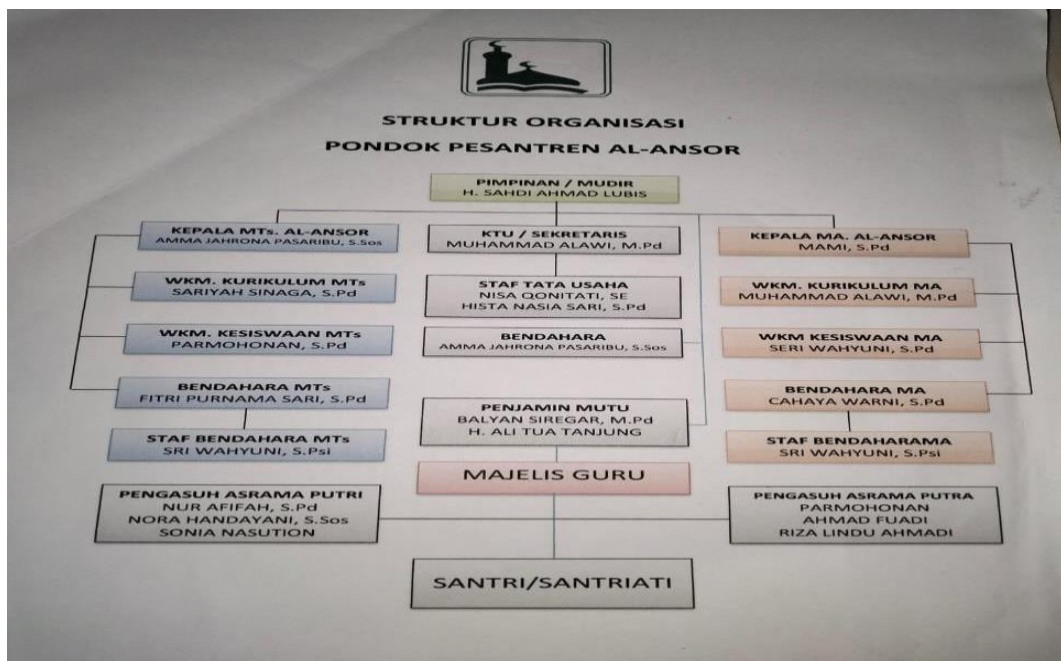 STRUKTUR ORGANISASI
PONDOK PESANTREN AL-ANSOR
PIMPINAN / MUDIR
H. SAHDI AHMAD LUBIS
KEPALA MTs. AL-ANSOR
AMMA JAHRONA PASARIBU, S.Sos
KTU / SEKRETARIS
MUHAMMAD ALAWI, M.Pd
KEPALA MA. AL-ANSOR
MAMI, S.Pd
WKM. KURIKULUM MTs
SARIYAH SINAGA, S.Pd
STAF TATA USAHA
NISA QONITATI, SE
HISTA NASIA SARI, S.Pd
WKM. KURIKULUM MA
MUHAMMAD ALAWI, M.Pd
WKM. KESISWAAN MTs
PARMOHONAN, S.Pd
BENDAHARA
AMMA JAHRONA PASARIBU, S.Sos
WKM KESISWAAN MA
SERI WAHYUNI, S.Pd
BENDAHARA MTs
FITRI PURNAMA SARI, S.Pd
PENJAMIN MUTU
BALYAN SIREGAR, M.Pd
H. ALI TUA TANJUNG
BENDAHARA MA
CAHAYA WARNI, S.Pd
STAF BENDAHARA MTs
SRI WAHYUNI, S.Psi
STAF BENDAHARAMA
SRI WAHYUNI, S.Psi
MAJELIS GURU
PENGASUH ASRAMA PUTRI
NUR AFIFAH, S.Pd
NORA HANDAYANI, S.Sos
SONIA NASUTION
PENGASUH ASRAMA PUTRA
PARMOHONAN
AHMAD FUADI
RIZA LINDU AHMADI
SANTRI/SANTRIATI